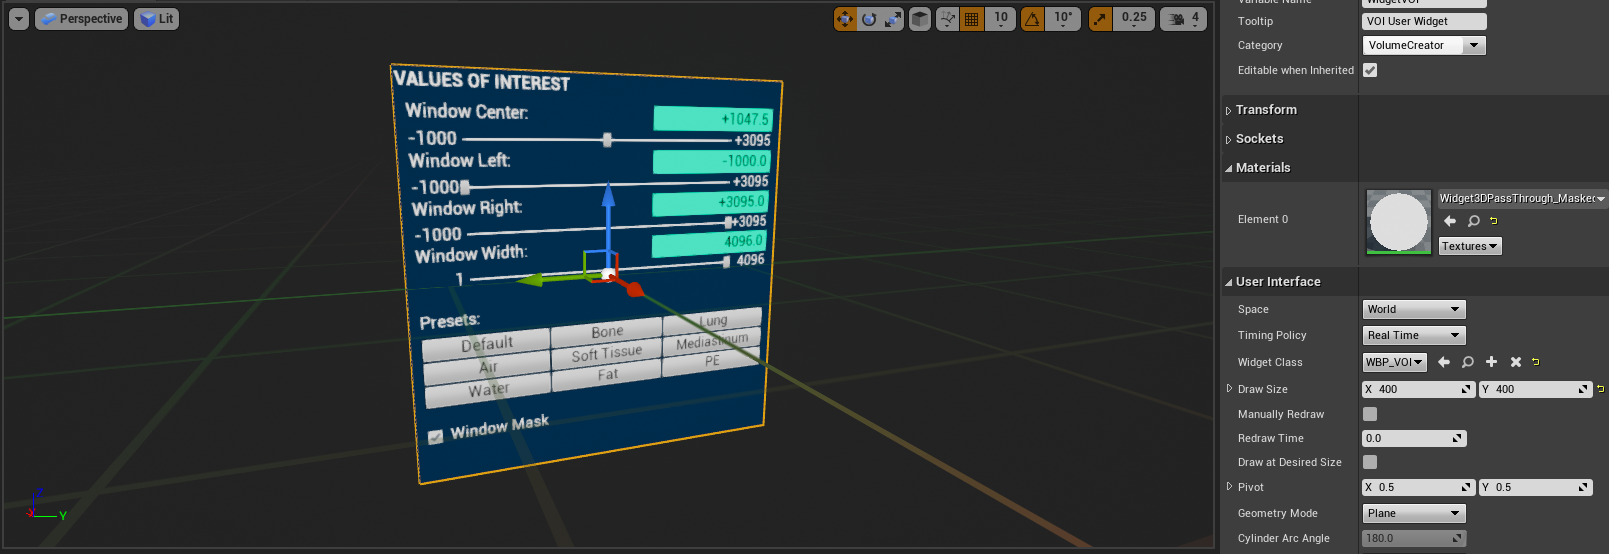 Perspective
Lit
10
10°
0.25
4
VALUES OF INTEREST
Window Center:
+1047.5
-1000
+3095
Window Left:
-1000.0
-1000
+3095
Window Right:
+3095.0
-1000
+3095
Window Width:
4096.0
1
4096
Presets:
Default
Bone
Lung
Air
Soft Tissue
Mediastinum
Water
Fat
PE
Window Mask
Z
X
Y
Variable Name
WidgetVOI
Tooltip
VOI User Widget
Category
VolumeCreator
Editable when Inherited
Transform
Sockets
Materials
Element 0
Widget3DPassThrough_Masked
Textures
User Interface
Space
World
Timing Policy
Real Time
Widget Class
WBP_VOI
Draw Size
X 400
Y 400
Manually Redraw
Redraw Time
0.0
Draw at Desired Size
Pivot
X 0.5
Y 0.5
Geometry Mode
Plane
Cylinder Arc Angle
180.0